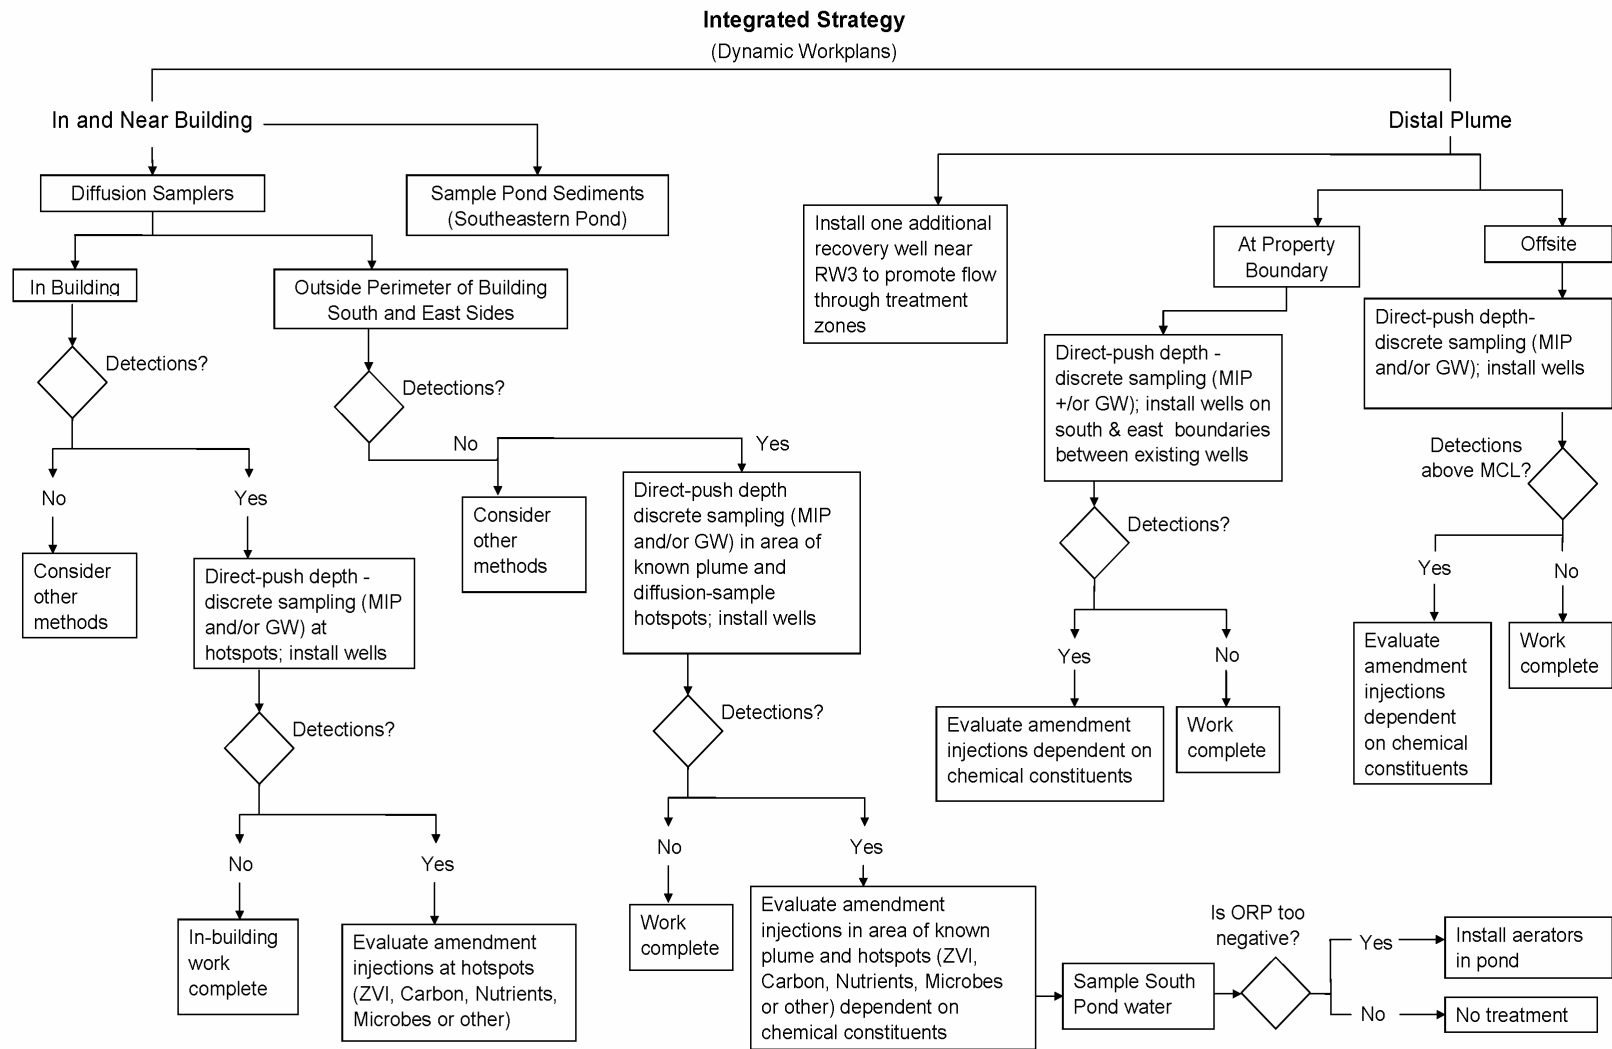 Integrated Strategy
(Dynamic Workplans)
In and Near Building
Diffusion Samplers
Sample Pond Sediments
(Southeastern Pond)
In Building
Outside Perimeter of Building
South and East Sides
Detections?
No
Yes
Consider
other
methods
Direct-push depth -
discrete sampling (MIP
and/or GW) at
hotspots; install wells
Detections?
No
Yes
In-building
work
complete
Evaluate amendment
injections at hotspots
(ZVI, Carbon, Nutrients,
Microbes or other)
Detections?
No
Yes
Consider
other
methods
Direct-push depth
discrete sampling (MIP
and/or GW) in area of
known plume and
diffusion-sample
hotspots; install wells
Detections?
No
Yes
Work
complete
Evaluate amendment
injections in area of known
plume and hotspots (ZVI,
Carbon, Nutrients, Microbes
or other) dependent on
chemical constituents
Sample South
Pond water
Is ORP too
negative?
Yes
Install aerators
in pond
No
No treatment
Distal Plume
Install one additional
recovery well near
RW3 to promote flow
through treatment
zones
At Property
Boundary
Direct-push depth -
discrete sampling (MIP
+/or GW); install wells on
south & east boundaries
between existing wells
Detections?
Yes
No
Evaluate amendment
injections dependent on
chemical constituents
Work
complete
Offsite
Direct-push depth-
discrete sampling (MIP
and/or GW); install wells
Detections
above MCL?
Yes
No
Evaluate
amendment
injections
dependent
on chemical
constituents
Work
complete